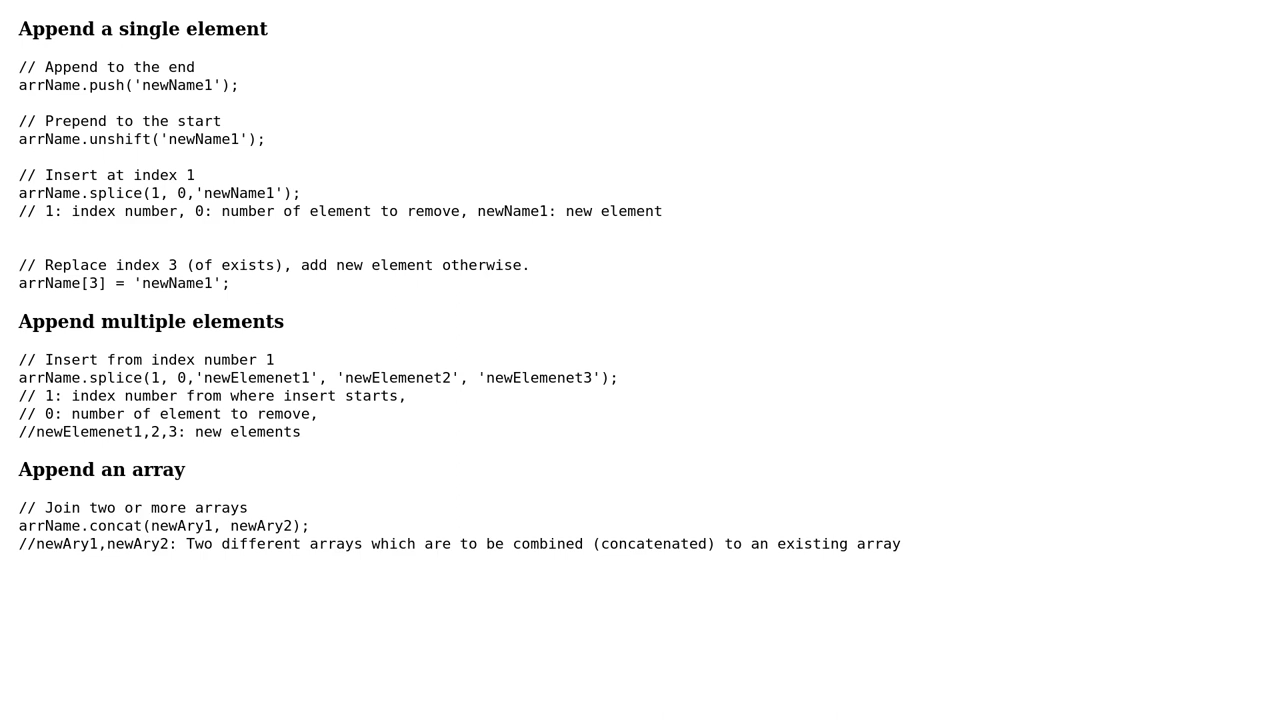 Append a single element
// Append to the end
arrName.push('newName1');
// Prepend to the start
arrName.unshift('newName1');
// Insert at index 1
arrName.splice(1, 0,'newName1');
// 1: index number, 0: number of element to remove, newName1: new element
// Replace index 3 (of exists), add new element otherwise.
arrName[3] = 'newName1';
Append multiple elements
// Insert from index number 1
arrName.splice(1, 0,'newElemenet1', 'newElemenet2', 'newElemenet3');
// 1: index number from where insert starts,
// 0: number of element to remove,
//newElemenet1,2,3: new elements
Append an array
// Join two or more arrays
arrName.concat(newAry1, newAry2);
//newAry1,newAry2: Two different arrays which are to be combined (concatenated) to an existing array